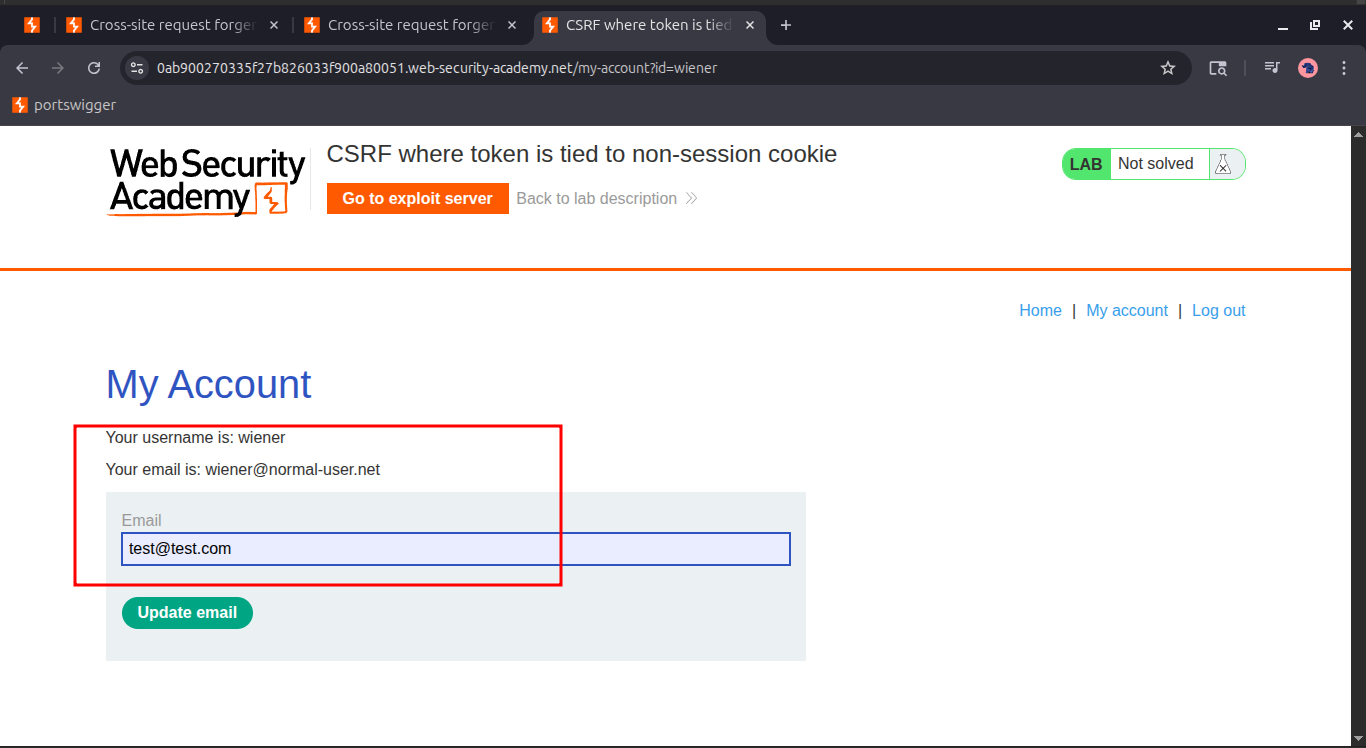 Cross-site request forger
Cross-site request forger
CSRF where token is tied
0ab900270335f27b826033f900a80051.web-security-academy.net/my-account?id=wiener
portswigger
Web Security
Academy
CSRF where token is tied to non-session cookie
Go to exploit server
Back to lab description
LAB
Not solved
Home | My account | Log out
My Account
Your username is: wiener
Your email is: wiener@normal-user.net
Email
test@test.com
Update email